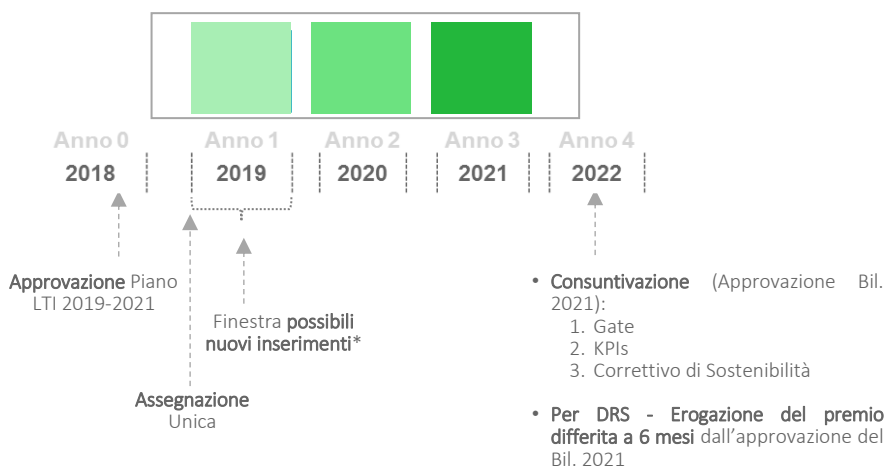 Anno 0 Anno 1 Anno 2 Anno 3 Anno 4
2018 2019 2020 2021 2022
Approvazione Piano
LTI 2019-2021
Finestra possibili
nuovi inserimenti*
Assegnazione
Unica
• Consuntivazione (Approvazione Bil.
2021):
1. Gate
2. KPIs
3. Correttivo di Sostenibilità
• Per DRS - Erogazione del premio
differita a 6 mesi dall'approvazione del
Bil. 2021